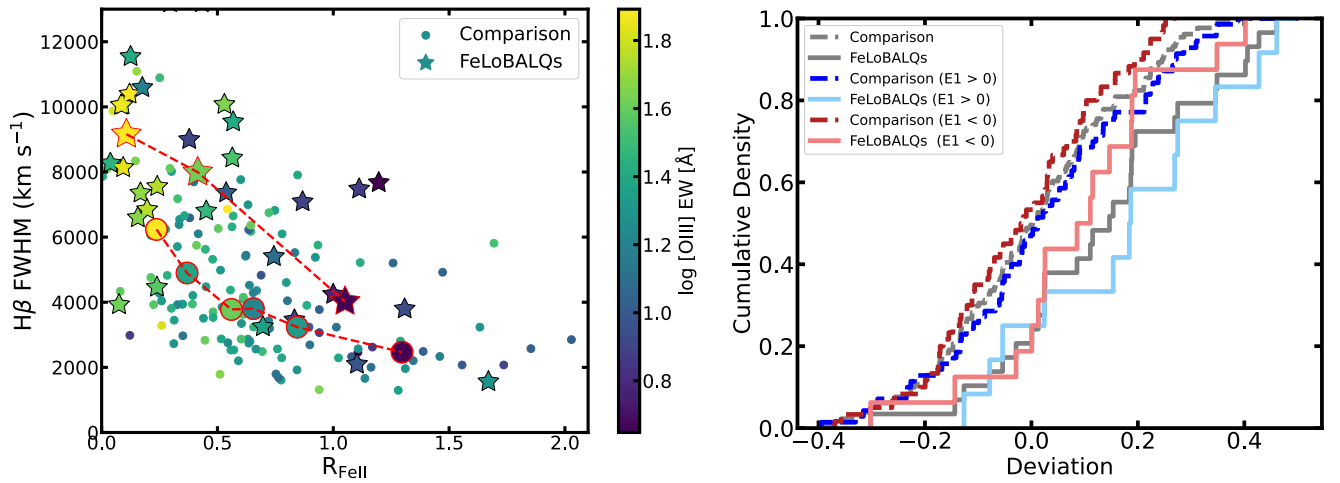 12000
10000
8000
6000
4000
2000
0
Hβ FWHM (km s⁻¹)
0.0
0.5
1.0
1.5
2.0
R_FeII
Comparison
FeLoBALQs
1.8
1.6
1.4
1.2
1.0
0.8
log [OIII] EW [Å]
1.0
0.8
0.6
0.4
0.2
0.0
Cumulative Density
−0.4
−0.2
0.0
0.2
0.4
Deviation
Comparison
FeLoBALQs
Comparison (E1 > 0)
FeLoBALQs (E1 > 0)
Comparison (E1 < 0)
FeLoBALQs (E1 < 0)